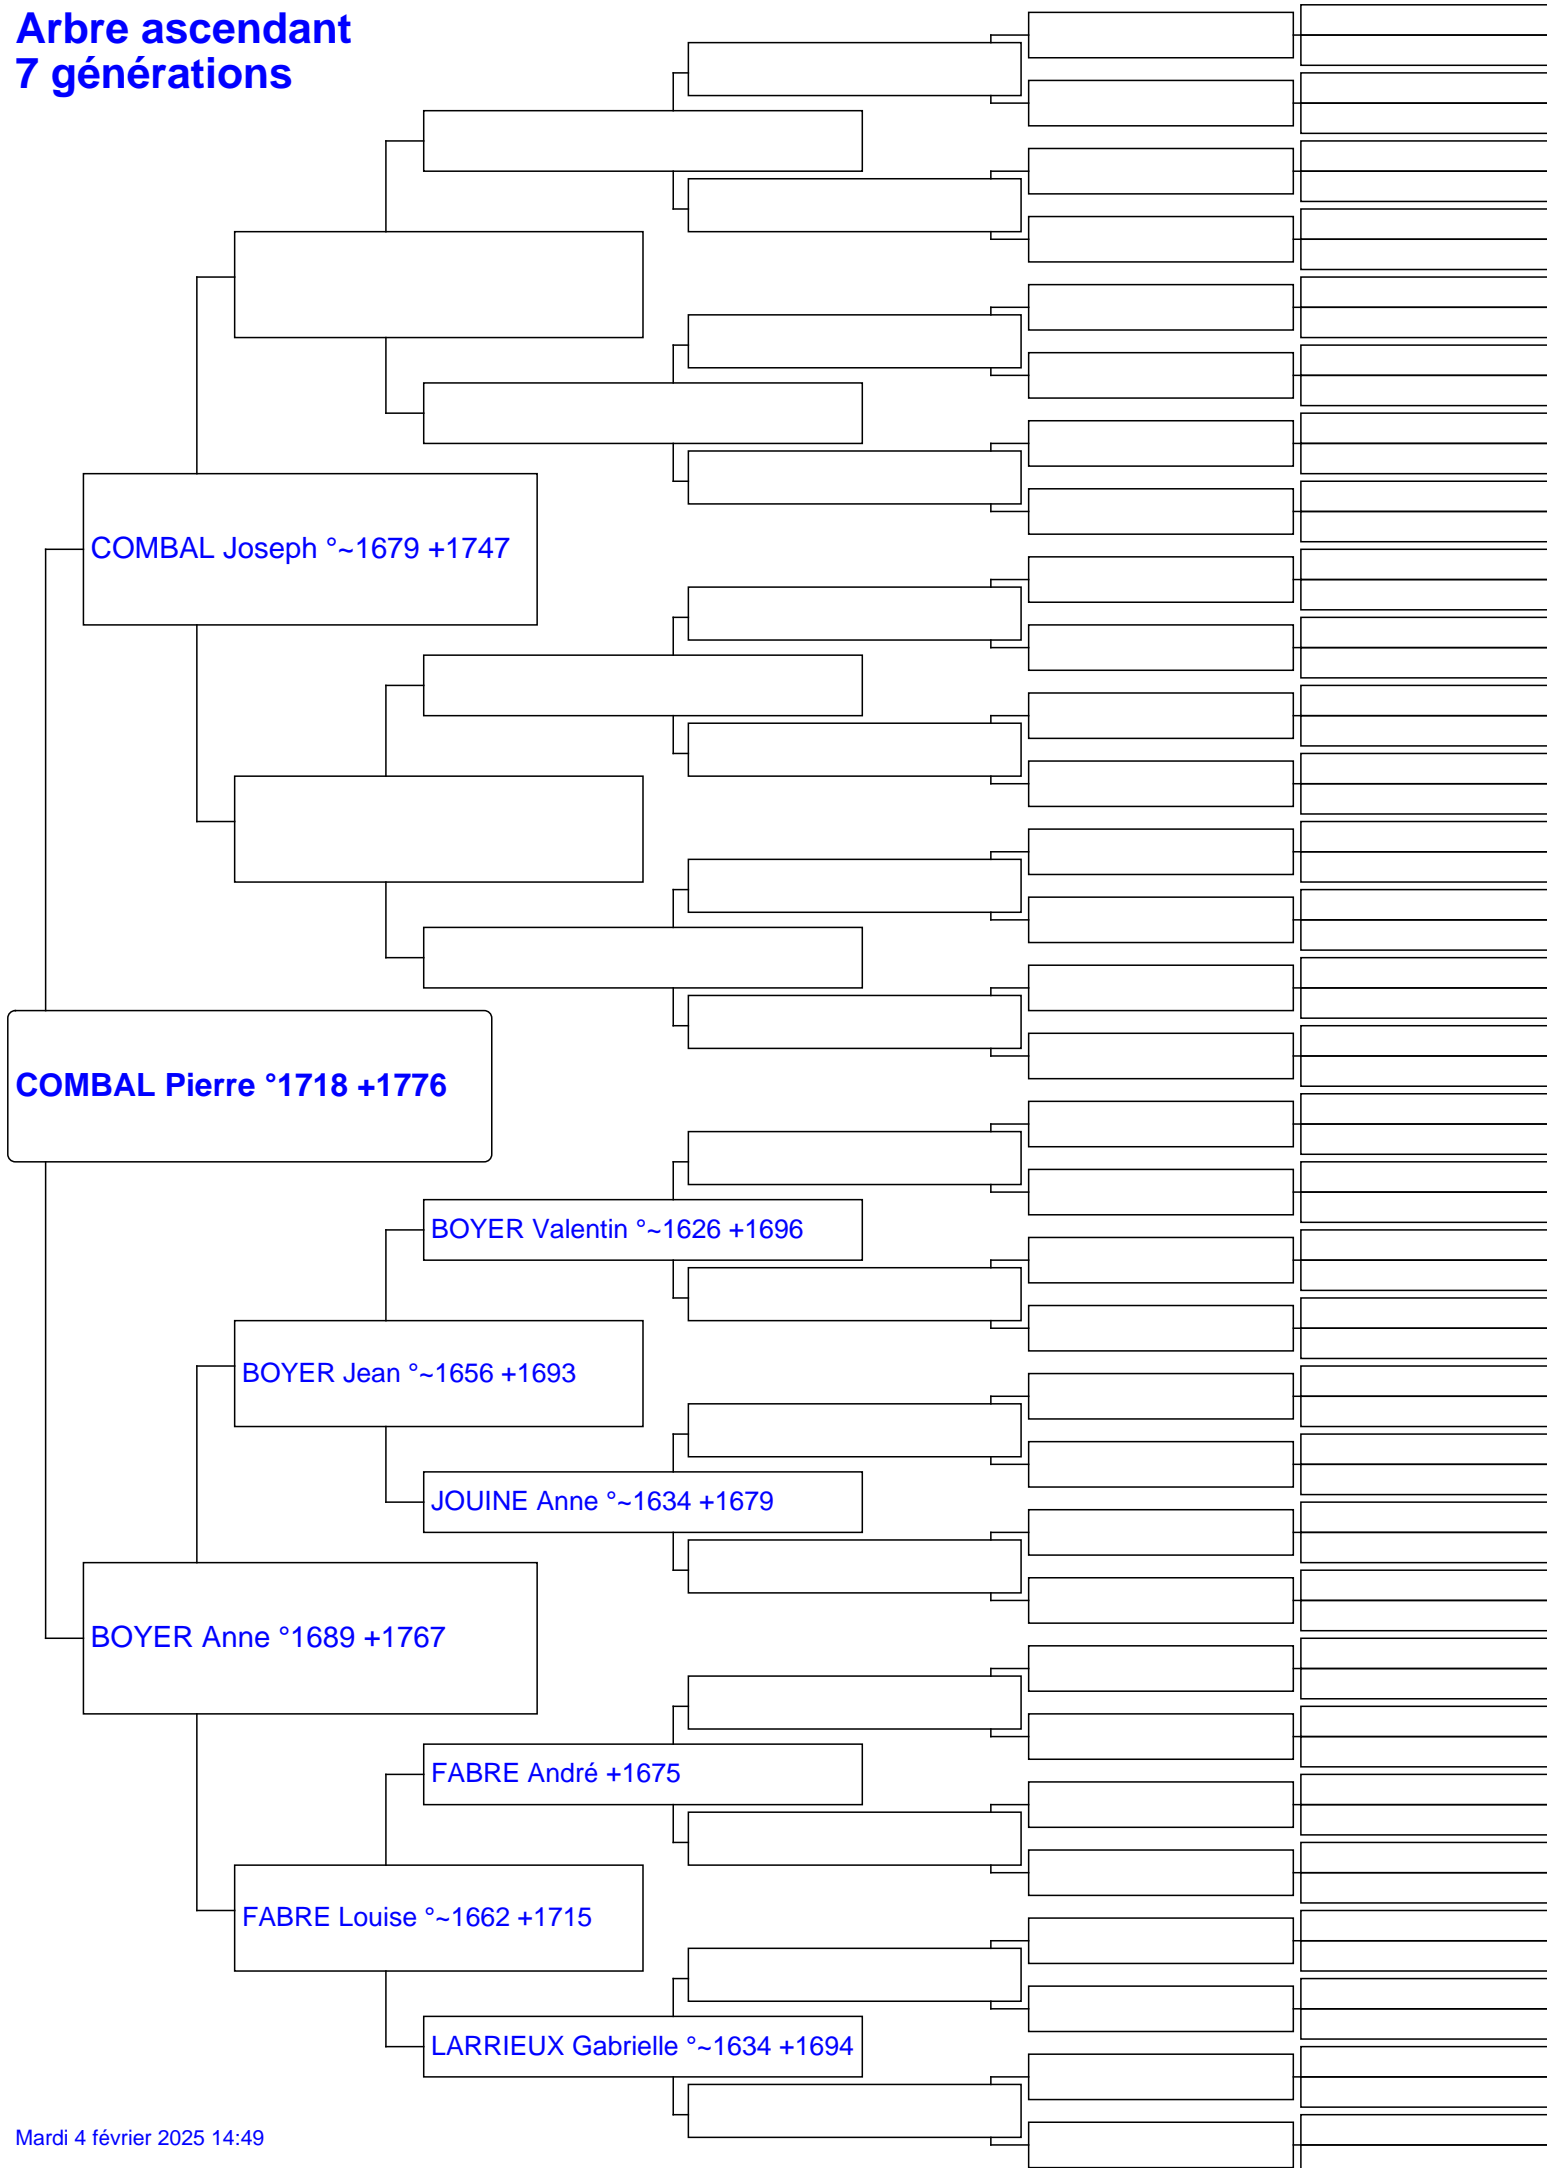 Arbre ascendant
7 générations
COMBAL Joseph °~1679 +1747
COMBAL Pierre °1718 +1776
BOYER Valentin °~1626 +1696
BOYER Jean °~1656 +1693
JOUINE Anne °~1634 +1679
BOYER Anne °1689 +1767
FABRE André +1675
FABRE Louise °~1662 +1715
LARRIEUX Gabrielle °~1634 +1694
Mardi 4 février 2025 14:49